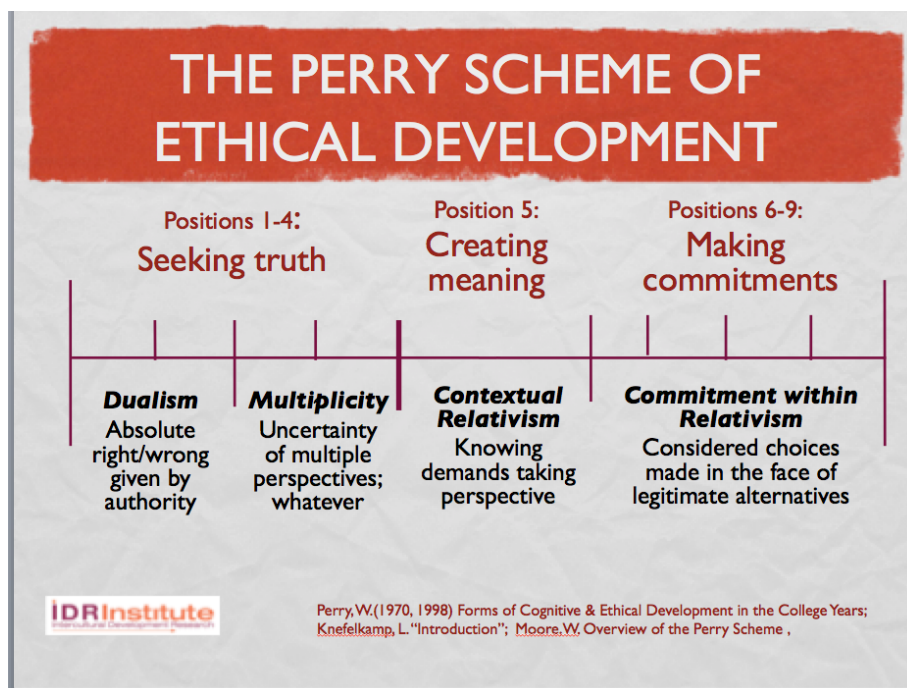 THE PERRY SCHEME OF
ETHICAL DEVELOPMENT
Positions 1-4:
Seeking truth
Position 5:
Creating
meaning
Positions 6-9:
Making
commitments
Dualism
Absolute
right/wrong
given by
authority
Multiplicity
Uncertainty
of multiple
perspectives;
whatever
Contextual
Relativism
Knowing
demands taking
perspective
Commitment within
Relativism
Considered choices
made in the face of
legitimate alternatives
IDRInstitute
Intercultural Development Research
Perry, W.(1970, 1998) Forms of Cognitive & Ethical Development in the College Years;
Knefelkamp, L. “Introduction”; Moore,W. Overview of the Perry Scheme ,